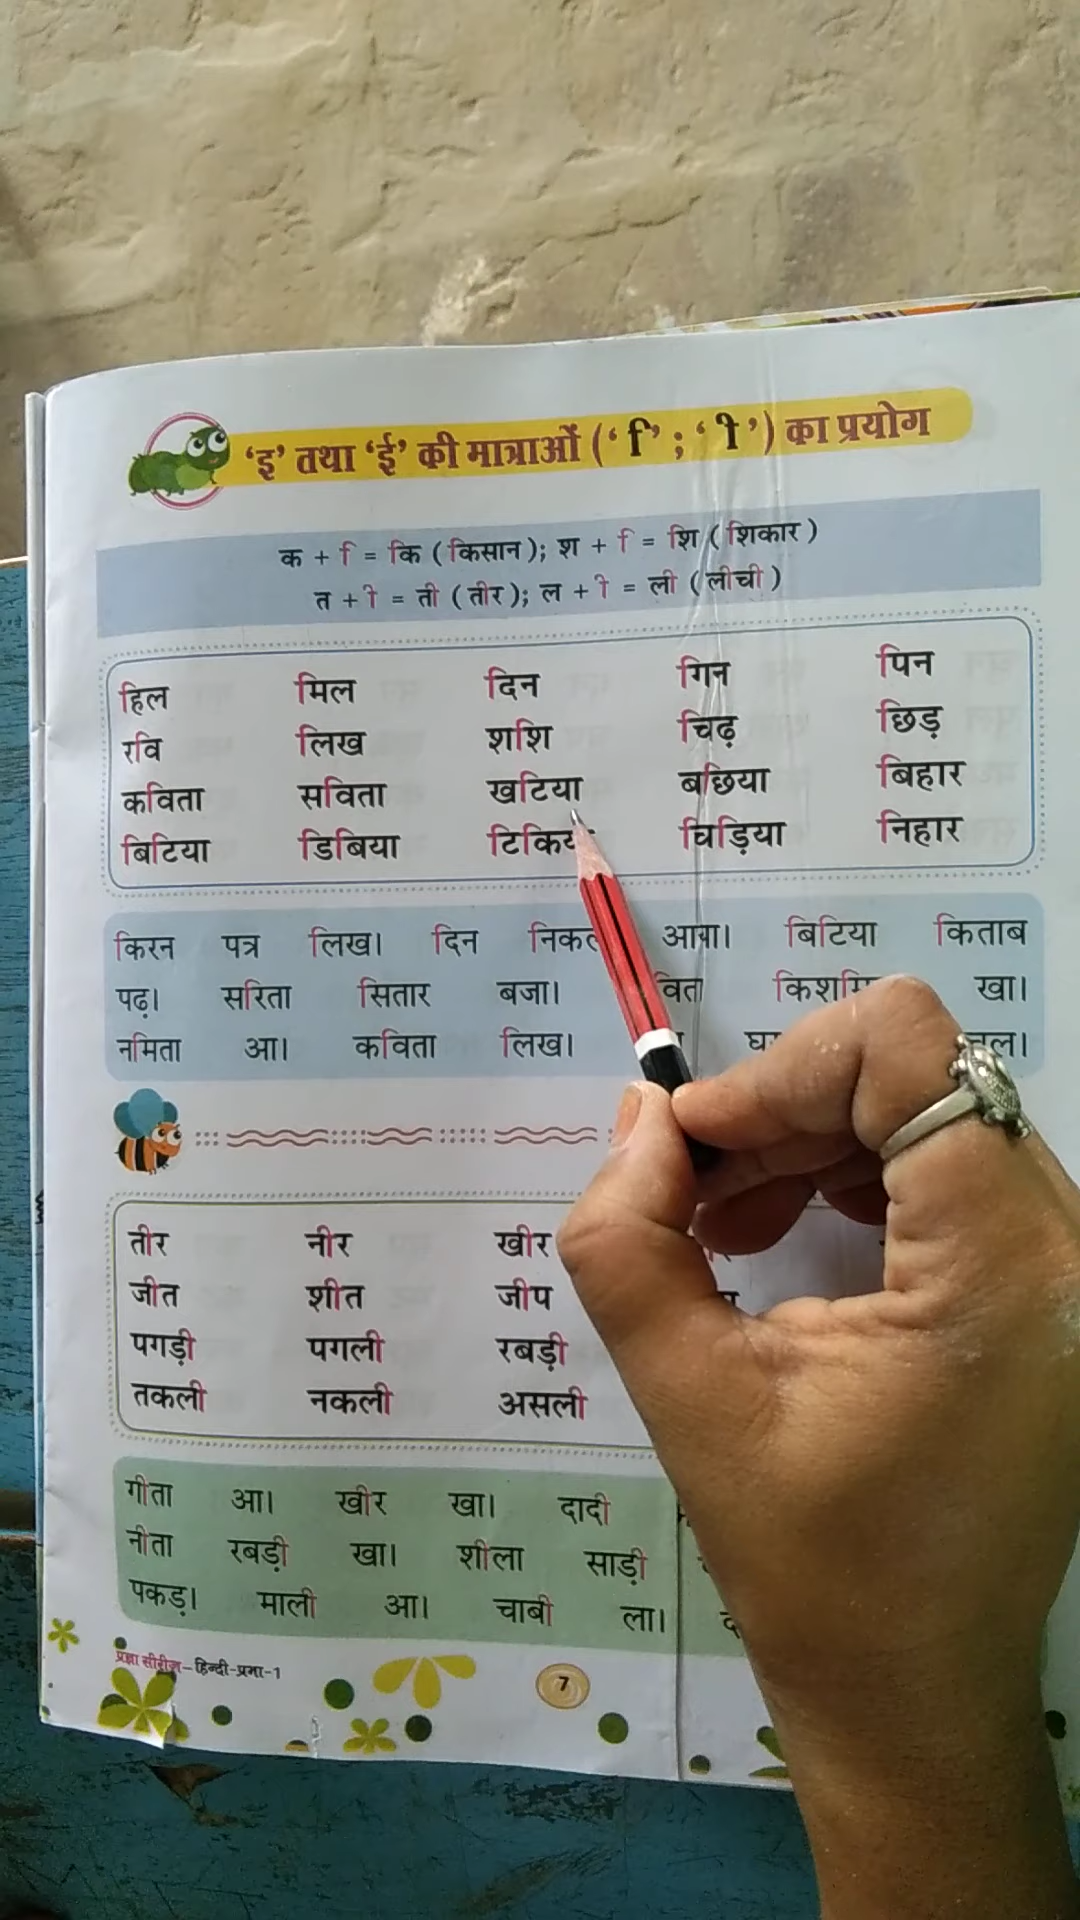 'इ' तथा 'ई' की मात्राओं ('ि' ; 'ी') का प्रयोग
क + ि = कि (किसान); श + ि = शि (शिकार)
त + ी = ती (तीर); ल + ी = ली (लीची)
हिल मिल दिन गिन पिन
रवि लिख शशि चिढ़ छिड़
कविता सविता खटिया बछिया बिहार
बिटिया डिबिया चिड़िया निहार
किरन पत्र लिख। दिन आया। बिटिया किताब
पढ़। सरिता सितार बजा। खा।
नमिता आ। कविता लिख। चल।
तीर नीर खीर
जीत शीत जीप
पगड़ी पगली रबड़ी
तकली नकली असली
गीता आ। खीर खा। दादी
नीता रबड़ी खा। शीला साड़ी
पकड़। माली आ। चाबी ला।
प्रज्ञा सीरीज़–हिन्दी-प्रभा-1
7